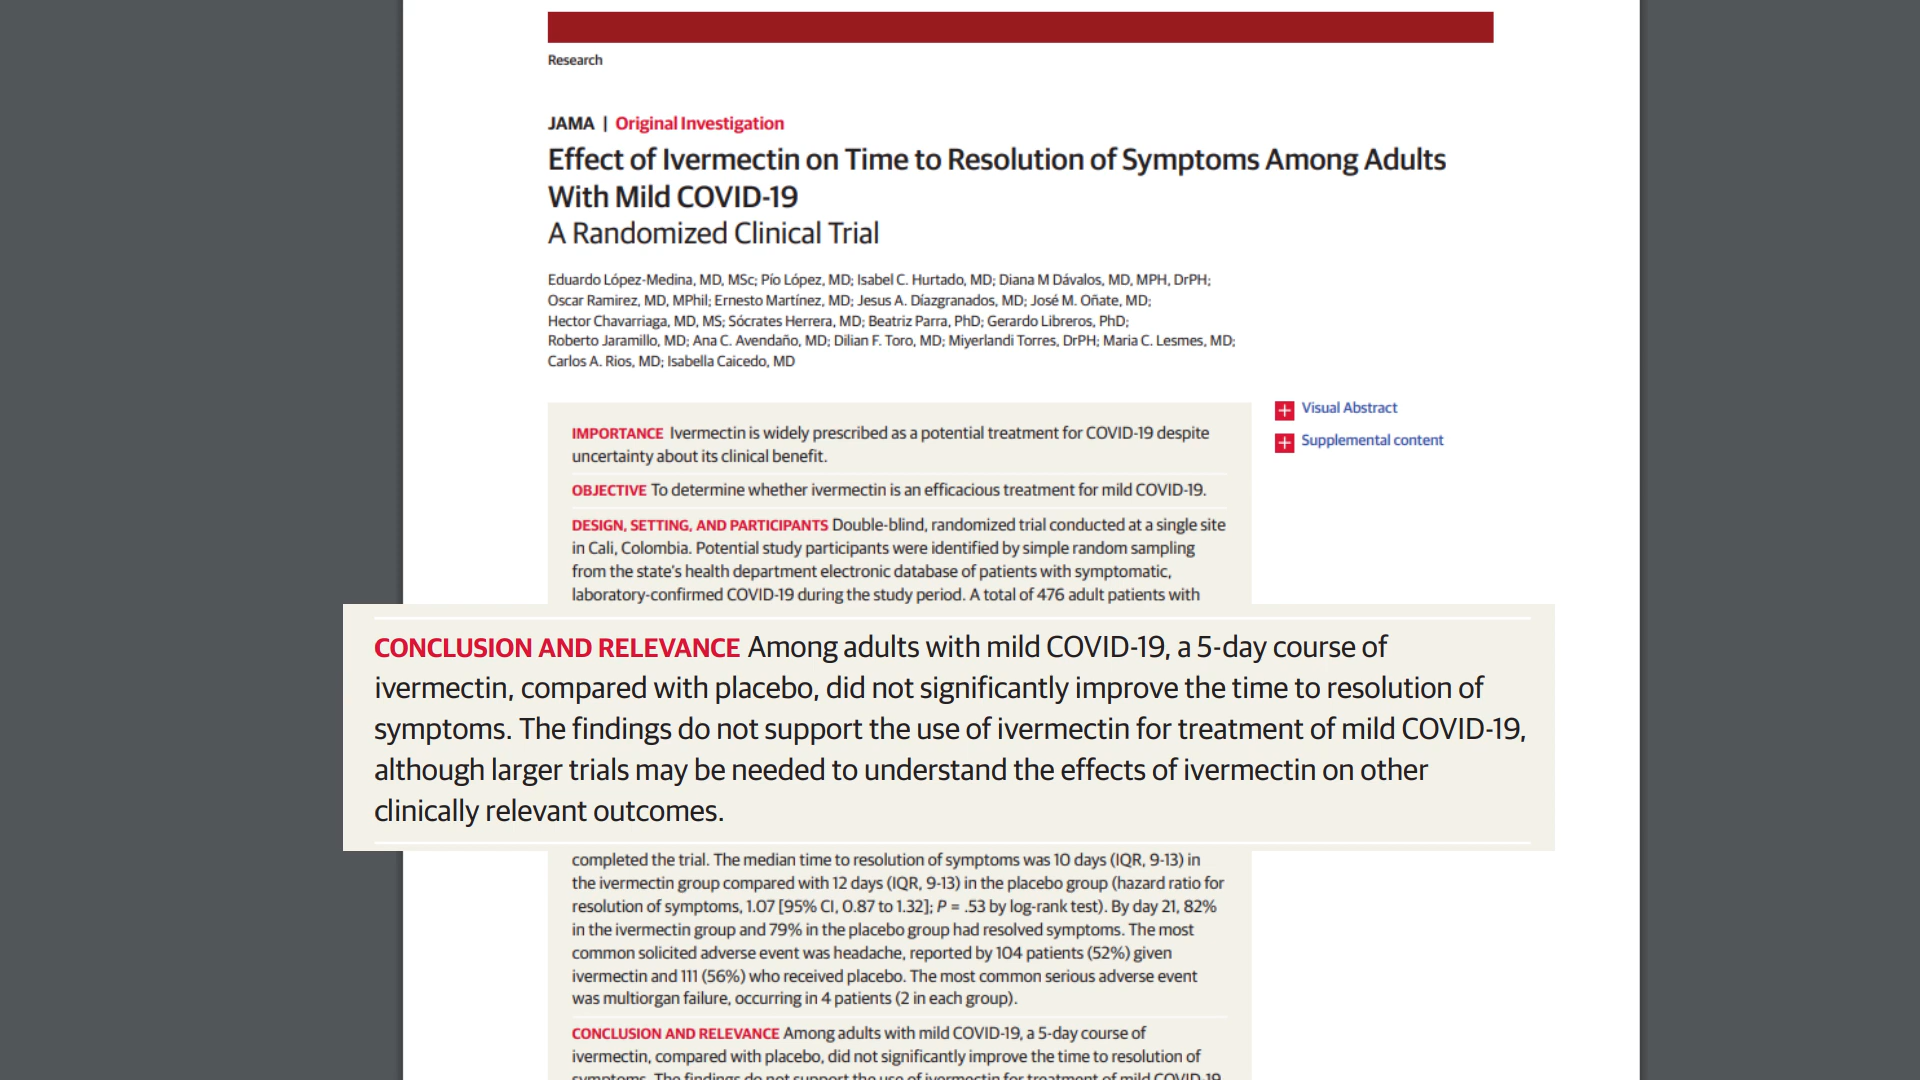 Research
JAMA | Original Investigation
Effect of Ivermectin on Time to Resolution of Symptoms Among Adults
With Mild COVID-19
A Randomized Clinical Trial
Eduardo López-Medina, MD, MSc; Pío López, MD; Isabel C. Hurtado, MD; Diana M Dávalos, MD, MPH, DrPH;
Oscar Ramirez, MD, MPhil; Ernesto Martínez, MD; Jesus A. Díazgranados, MD; José M. Oñate, MD;
Hector Chavarriaga, MD, MS; Sócrates Herrera, MD; Beatriz Parra, PhD; Gerardo Libreros, PhD;
Roberto Jaramillo, MD; Ana C. Avendaño, MD; Dilian F. Toro, MD; Miyerlandi Torres, DrPH; Maria C. Lesmes, MD;
Carlos A. Rios, MD; Isabella Caicedo, MD
Visual Abstract
Supplemental content
IMPORTANCE Ivermectin is widely prescribed as a potential treatment for COVID-19 despite
uncertainty about its clinical benefit.
OBJECTIVE To determine whether ivermectin is an efficacious treatment for mild COVID-19.
DESIGN, SETTING, AND PARTICIPANTS Double-blind, randomized trial conducted at a single site
in Cali, Colombia. Potential study participants were identified by simple random sampling
from the state's health department electronic database of patients with symptomatic,
laboratory-confirmed COVID-19 during the study period. A total of 476 adult patients with
CONCLUSION AND RELEVANCE Among adults with mild COVID-19, a 5-day course of
ivermectin, compared with placebo, did not significantly improve the time to resolution of
symptoms. The findings do not support the use of ivermectin for treatment of mild COVID-19,
although larger trials may be needed to understand the effects of ivermectin on other
clinically relevant outcomes.
completed the trial. The median time to resolution of symptoms was 10 days (IQR, 9-13) in
the ivermectin group compared with 12 days (IQR, 9-13) in the placebo group (hazard ratio for
resolution of symptoms, 1.07 [95% CI, 0.87 to 1.32]; P = .53 by log-rank test). By day 21, 82%
in the ivermectin group and 79% in the placebo group had resolved symptoms. The most
common solicited adverse event was headache, reported by 104 patients (52%) given
ivermectin and 111 (56%) who received placebo. The most common serious adverse event
was multiorgan failure, occurring in 4 patients (2 in each group).
CONCLUSION AND RELEVANCE Among adults with mild COVID-19, a 5-day course of
ivermectin, compared with placebo, did not significantly improve the time to resolution of
symptoms. The findings do not support the use of ivermectin for treatment of mild COVID-19,